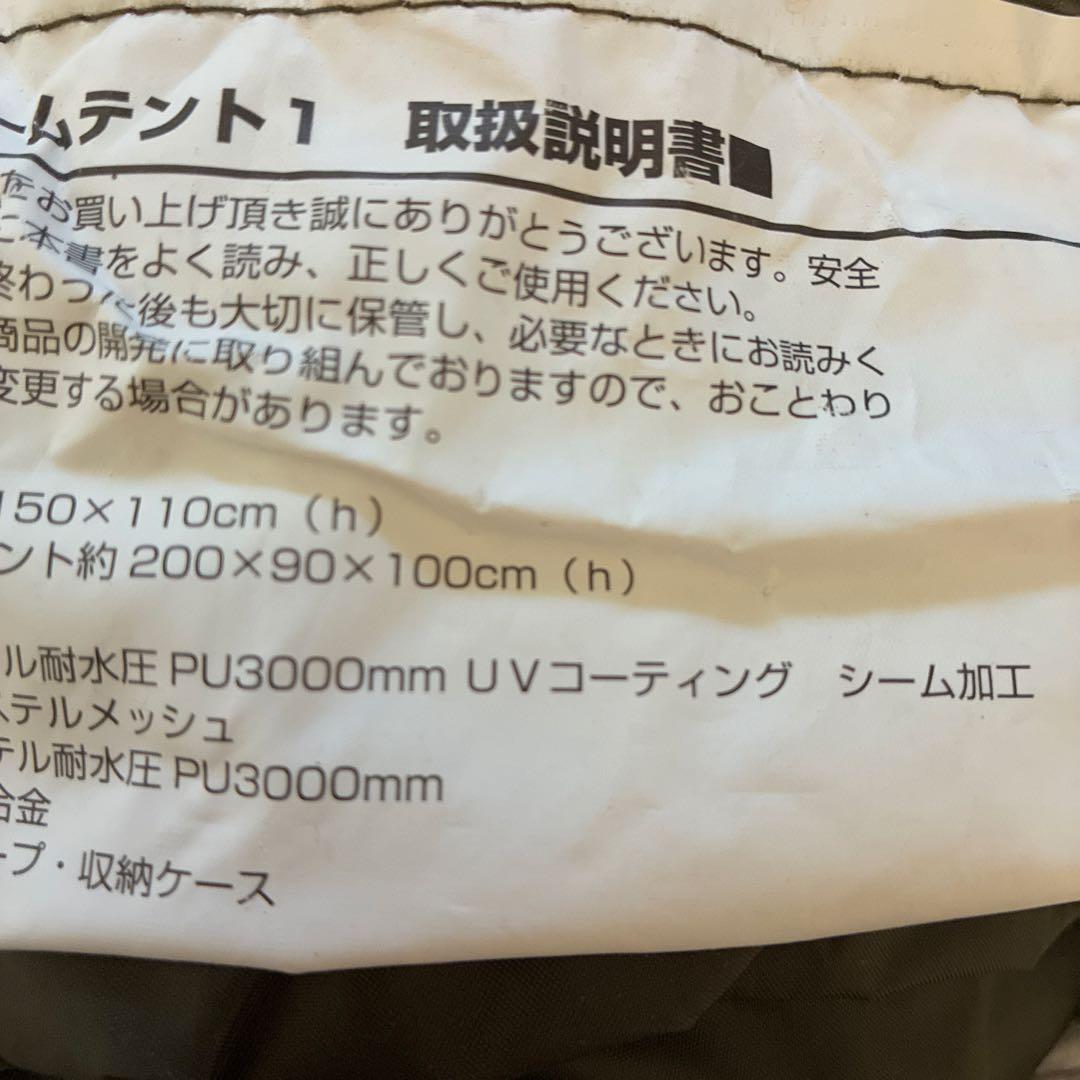 ームテント1 取扱説明書■
をお買い上げ頂き誠にありがとうございます。安全
に本書をよく読み、正しくご使用ください。
終わった後も大切に保管し、必要なときにお読みく
商品の開発に取り組んでおりますので、おことわり
変更する場合があります。
150×110cm（h）
ント約 200×90×100cm（h）
ル耐水圧 PU3000mm UVコーティング シーム加工
ステルメッシュ
テル耐水圧 PU3000mm
合金
ープ・収納ケース